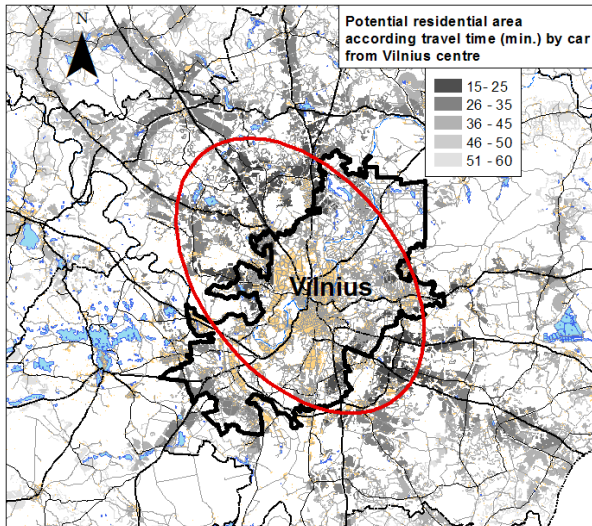 Potential residential area
according travel time (min.) by car
from Vilnius centre
N
15- 25
26 - 35
36 - 45
46 - 50
51 - 60
Vilnius